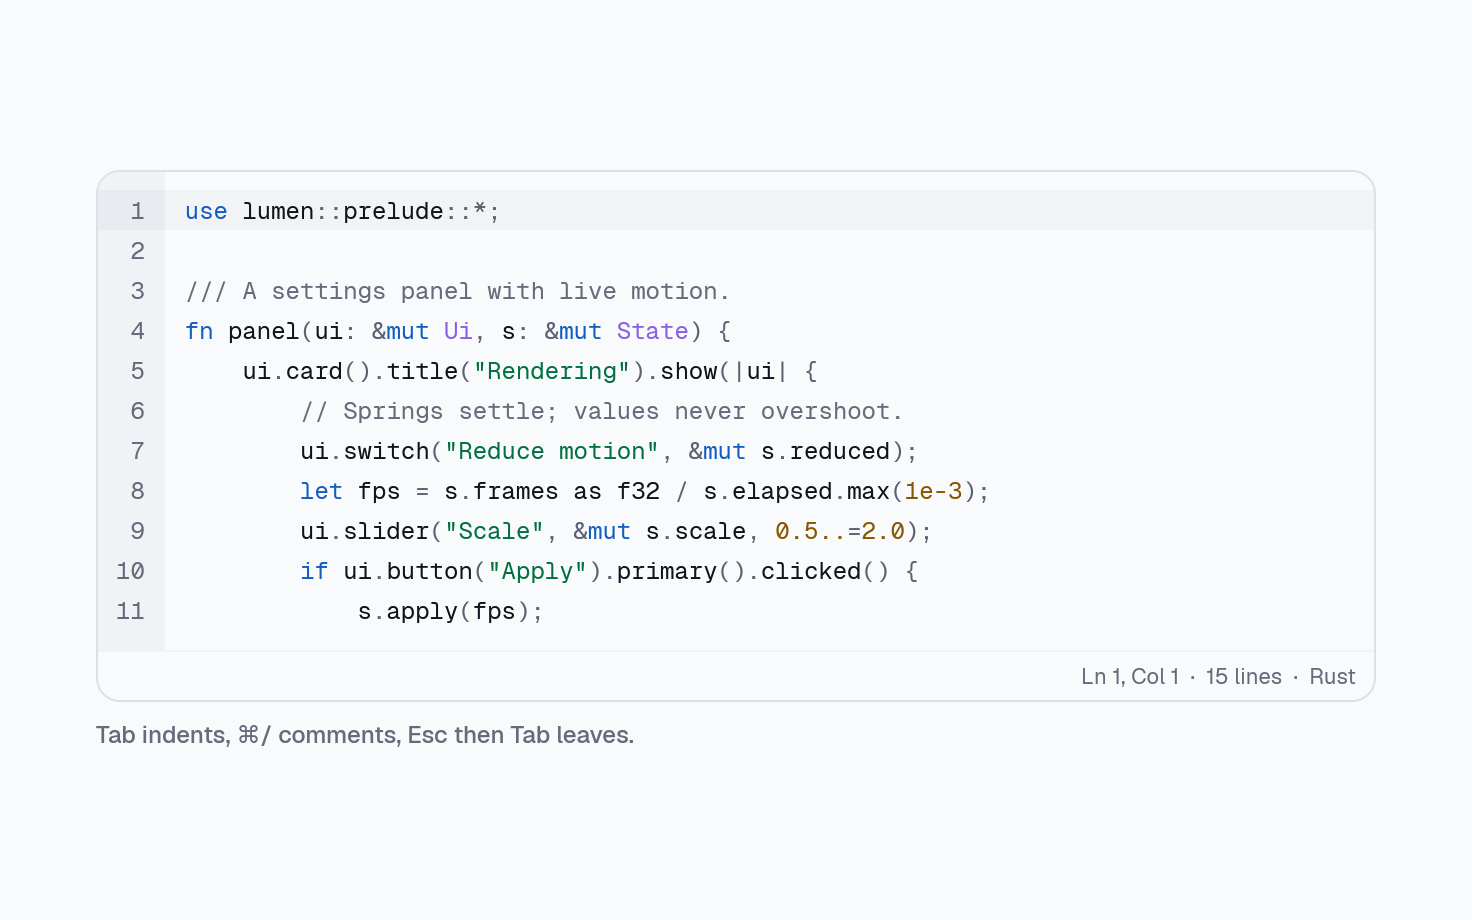 1 use lumen::prelude::*;
2
3 /// A settings panel with live motion.
4 fn panel(ui: &mut Ui, s: &mut State) {
5     ui.card().title("Rendering").show(|ui| {
6         // Springs settle; values never overshoot.
7         ui.switch("Reduce motion", &mut s.reduced);
8         let fps = s.frames as f32 / s.elapsed.max(1e-3);
9         ui.slider("Scale", &mut s.scale, 0.5..=2.0);
10         if ui.button("Apply").primary().clicked() {
11             s.apply(fps);
Ln 1, Col 1 · 15 lines · Rust
Tab indents, ⌘/ comments, Esc then Tab leaves.